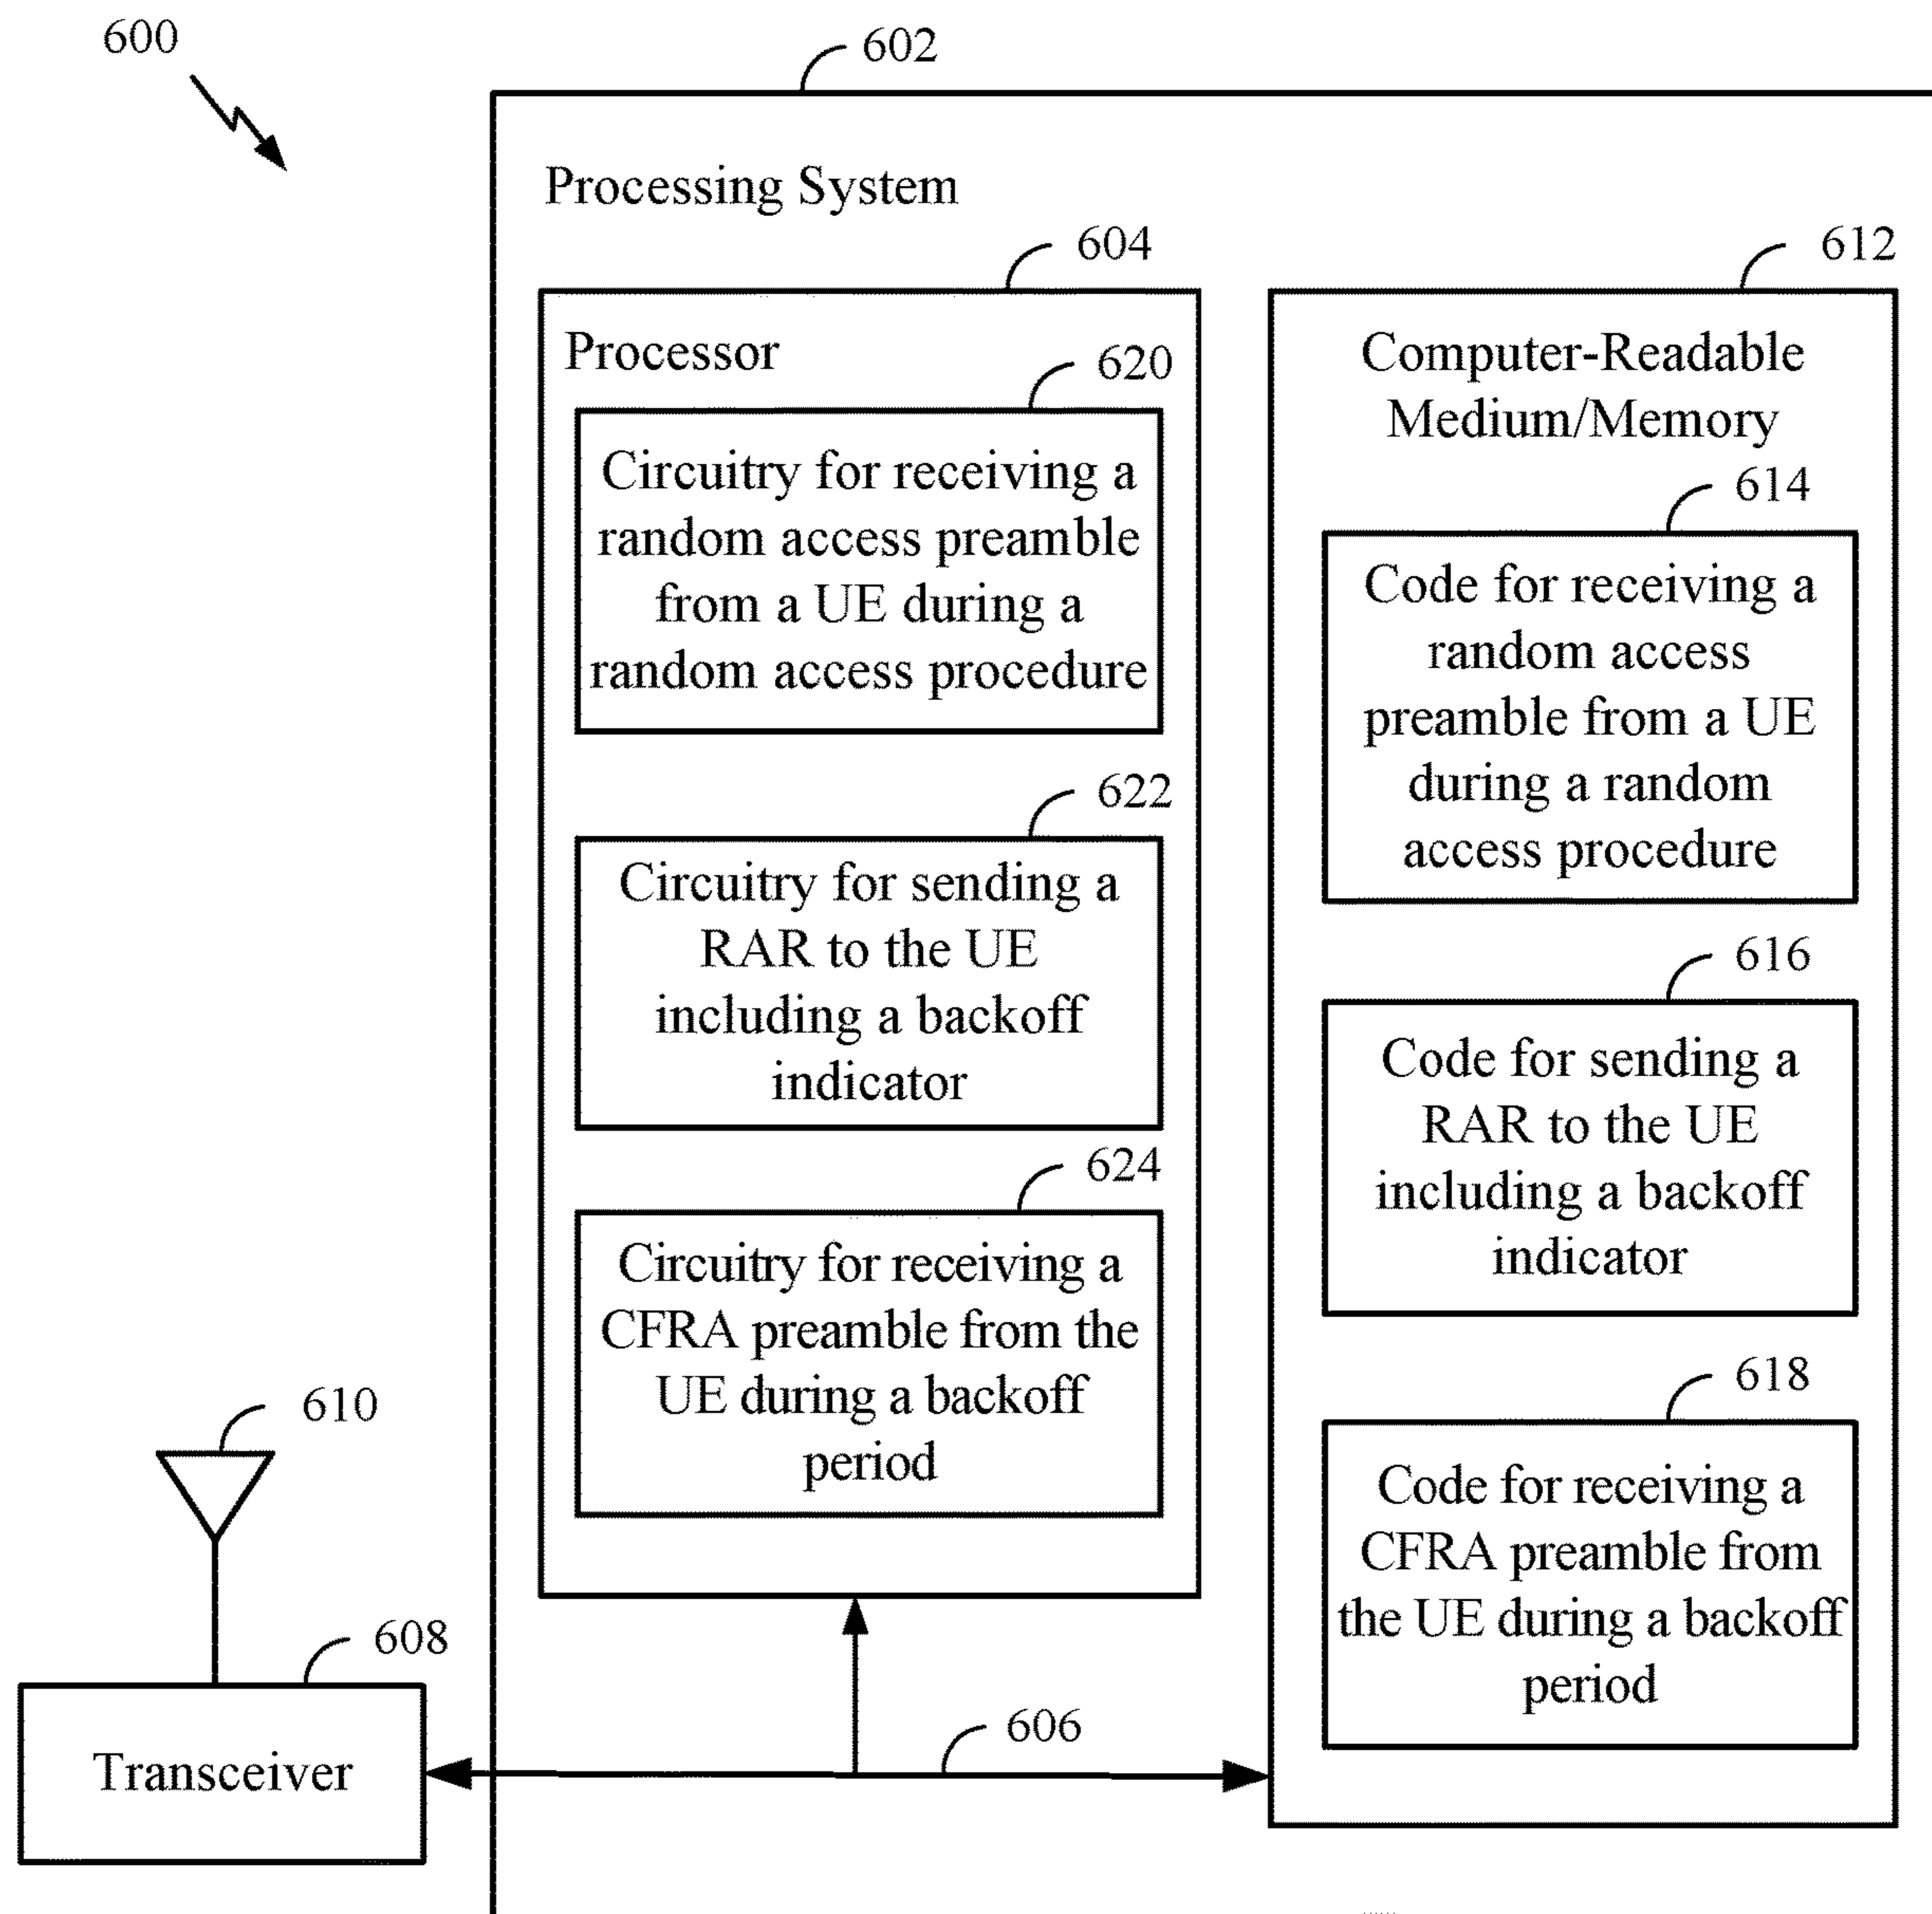 600
602
Processing System
604
612
Processor
620
Computer-Readable
Medium/Memory
Circuitry for receiving a
random access preamble
from a UE during a
random access procedure
614
Code for receiving a
random access
preamble from a UE
during a random
access procedure
622
Circuitry for sending a
RAR to the UE
including a backoff
indicator
616
Code for sending a
RAR to the UE
including a backoff
indicator
624
Circuitry for receiving a
CFRA preamble from the
UE during a backoff
period
618
Code for receiving a
CFRA preamble from
the UE during a backoff
period
610
608
Transceiver
606